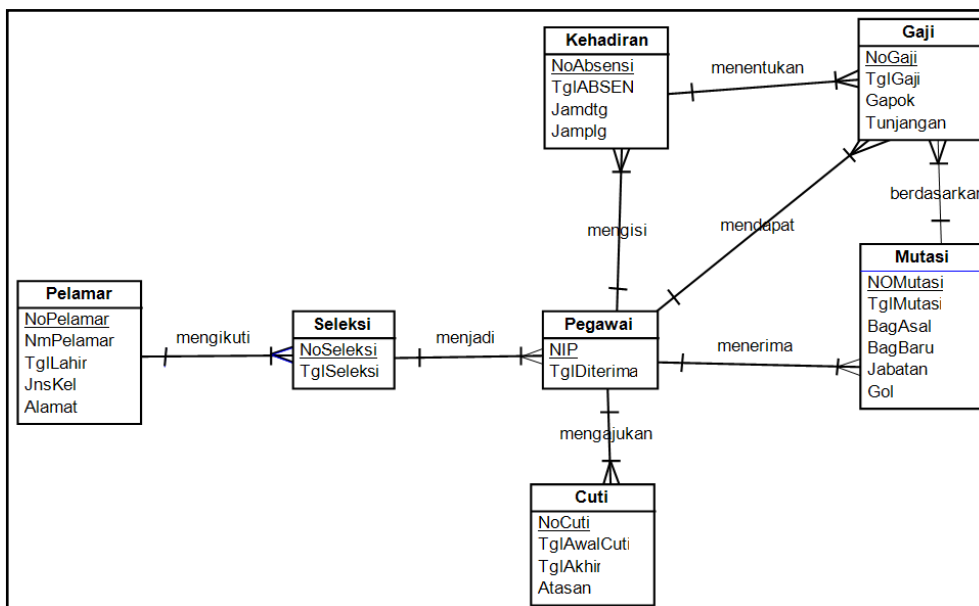 Kehadiran
NoAbsensi
TglABSEN
Jamdtg
Jamplg
menentukan
Gaji
NoGaji
TglGaji
Gapok
Tunjangan
mengisi
mendapat
berdasarkan
Pelamar
NoPelamar
NmPelamar
TglLahir
JnsKel
Alamat
mengikuti
Seleksi
NoSeleksi
TglSeleksi
menjadi
Pegawai
NIP
TglDiterima
menerima
Mutasi
NOMutasi
TglMutasi
BagAsal
BagBaru
Jabatan
Gol
mengajukan
Cuti
NoCuti
TglAwalCuti
TglAkhir
Atasan